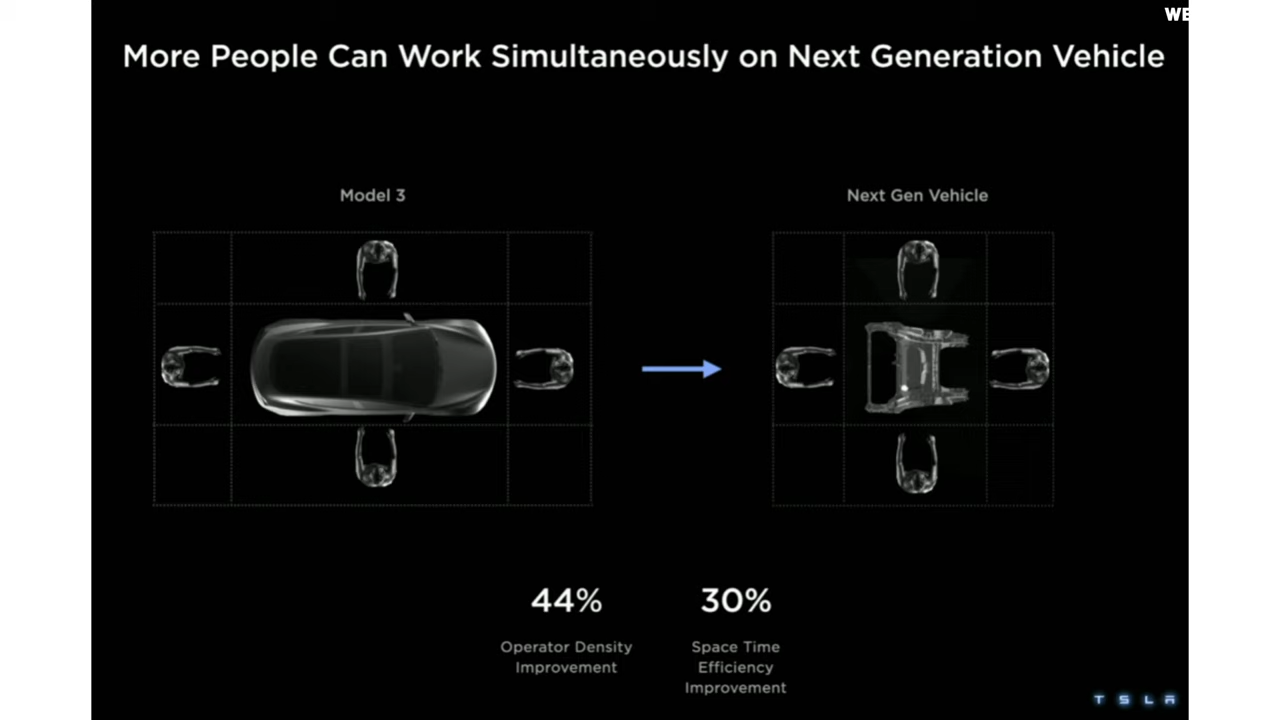 WE
More People Can Work Simultaneously on Next Generation Vehicle
Model 3
Next Gen Vehicle
44%
30%
Operator Density
Improvement
Space Time
Efficiency
Improvement
T S L A